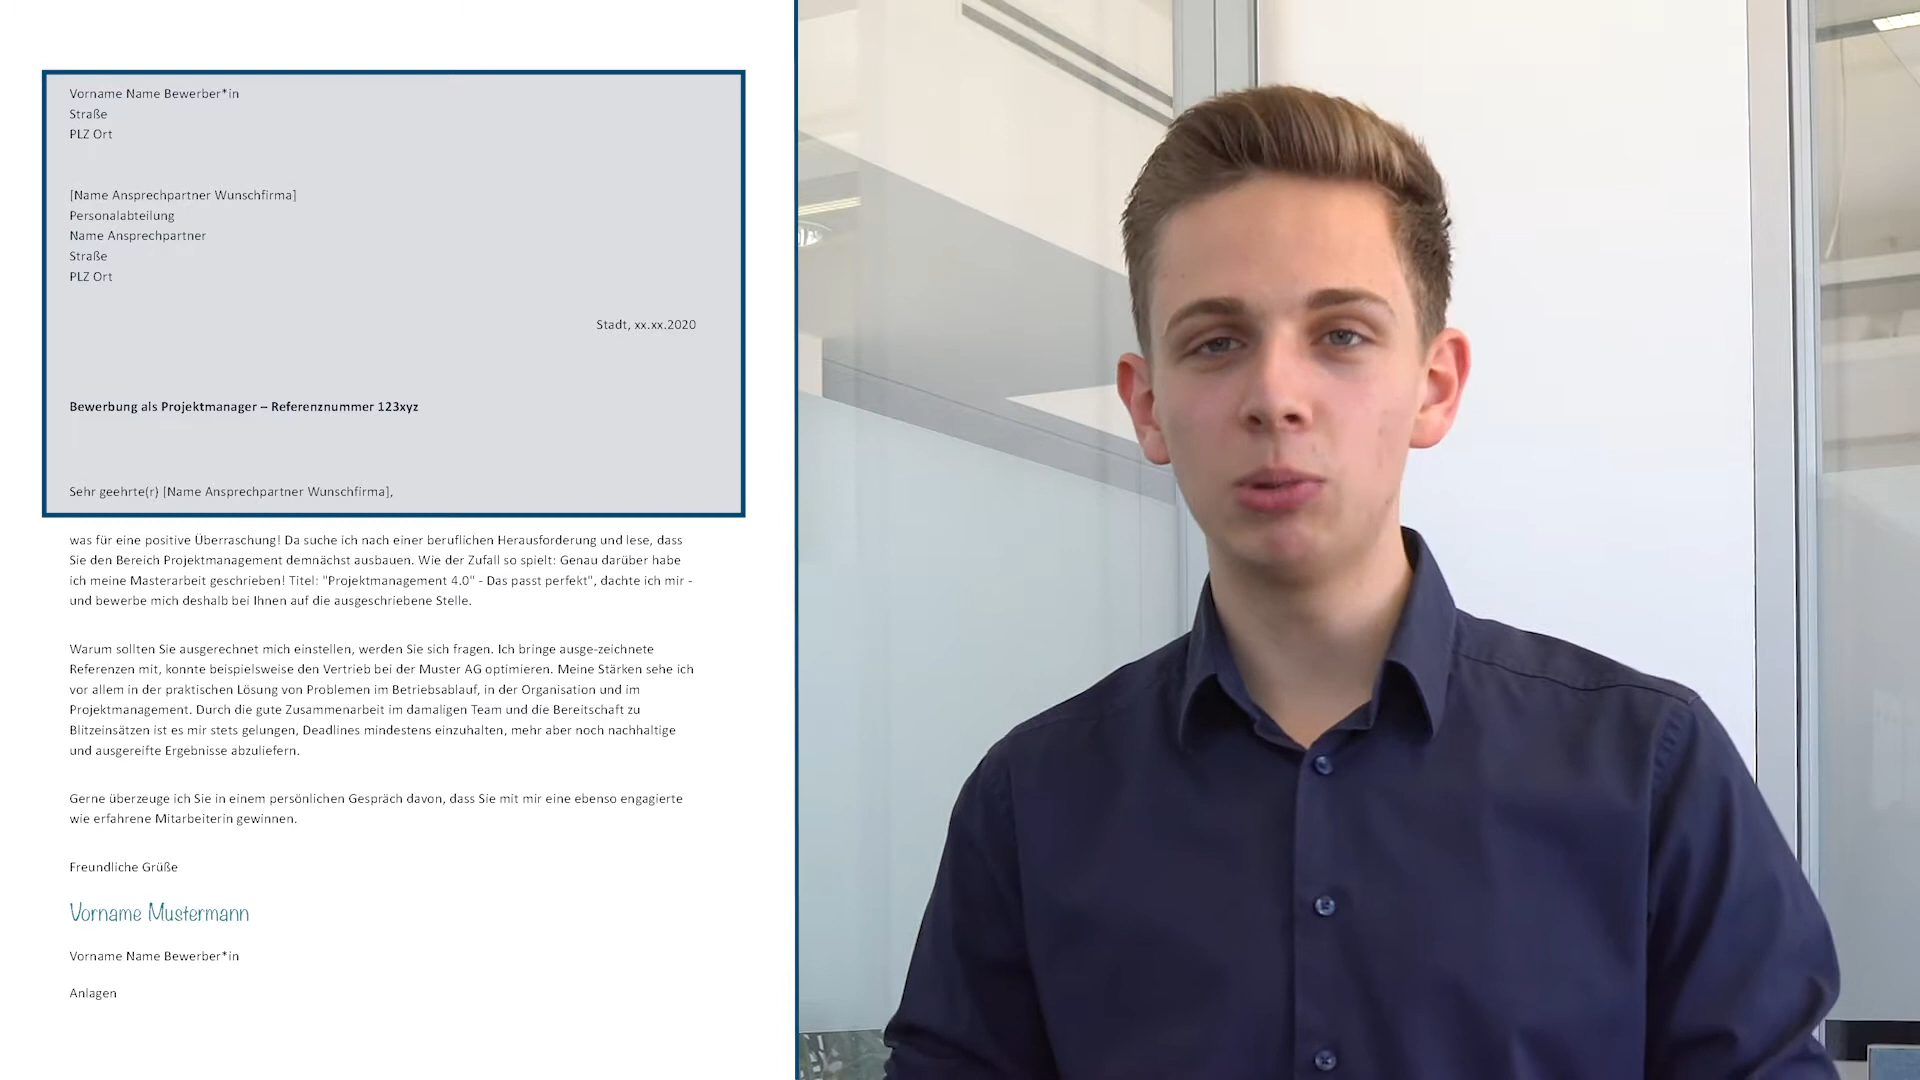 Vorname Name Bewerber*in
Straße
PLZ Ort
[Name Ansprechpartner Wunschfirma]
Personalabteilung
Name Ansprechpartner
Straße
PLZ Ort
Stadt, xx.xx.2020
Bewerbung als Projektmanager – Referenznummer 123xyz
Sehr geehrte(r) [Name Ansprechpartner Wunschfirma],
was für eine positive Überraschung! Da suche ich nach einer beruflichen Herausforderung und lese, dass
Sie den Bereich Projektmanagement demnächst ausbauen. Wie der Zufall so spielt: Genau darüber habe
ich meine Masterarbeit geschrieben! Titel: "Projektmanagement 4.0" - Das passt perfekt", dachte ich mir -
und bewerbe mich deshalb bei Ihnen auf die ausgeschriebene Stelle.
Warum sollten Sie ausgerechnet mich einstellen, werden Sie sich fragen. Ich bringe ausge-zeichnete
Referenzen mit, konnte beispielsweise den Vertrieb bei der Muster AG optimieren. Meine Stärken sehe ich
vor allem in der praktischen Lösung von Problemen im Betriebsablauf, in der Organisation und im
Projektmanagement. Durch die gute Zusammenarbeit im damaligen Team und die Bereitschaft zu
Blitzeinsätzen ist es mir stets gelungen, Deadlines mindestens einzuhalten, mehr aber noch nachhaltige
und ausgereifte Ergebnisse abzuliefern.
Gerne überzeuge ich Sie in einem persönlichen Gespräch davon, dass Sie mit mir eine ebenso engagierte
wie erfahrene Mitarbeiterin gewinnen.
Freundliche Grüße
Vorname Mustermann
Vorname Name Bewerber*in
Anlagen